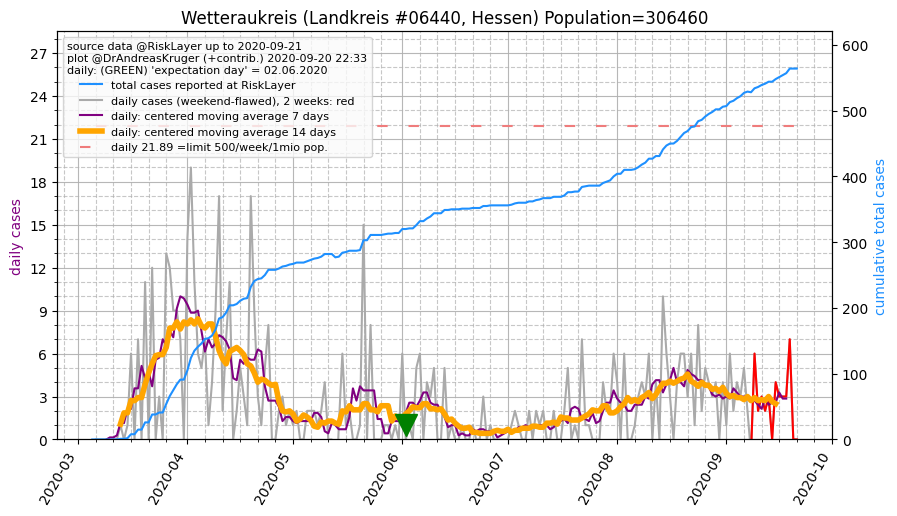 Wetteraukreis (Landkreis #06440, Hessen) Population=306460
source data @RiskLayer up to 2020-09-21
plot @DrAndreasKruger (+contrib.) 2020-09-20 22:33
daily: (GREEN) 'expectation day' = 02.06.2020
total cases reported at RiskLayer
daily cases (weekend-flawed), 2 weeks: red
daily: centered moving average 7 days
daily: centered moving average 14 days
daily 21.89 =limit 500/week/1mio pop.
daily cases
27
24
21
18
15
12
9
6
3
0
600
500
400
300
200
100
0
cumulative total cases
2020-03
2020-04
2020-05
2020-06
2020-07
2020-08
2020-09
2020-10